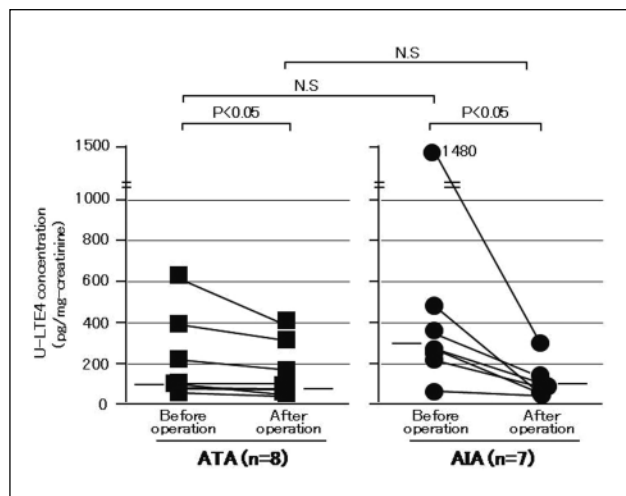 N.S
N.S
P<0.05
P<0.05
1500
1480
1000
800
600
400
200
0
U-LTE4 concentration
(pg/mg-creatinine)
Before
operation
After
operation
Before
operation
After
operation
ATA (n=8)
AIA (n=7)